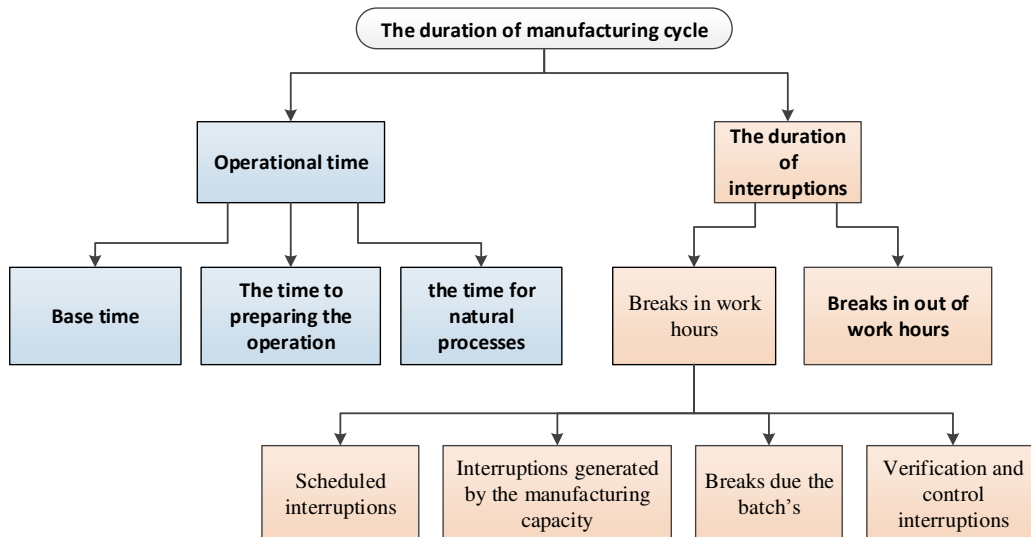 The duration of manufacturing cycle
Operational time
The duration
of
interruptions
Base time
The time to
preparing the
operation
the time for
natural
processes
Breaks in work
hours
Breaks in out of
work hours
Scheduled
interruptions
Interruptions generated
by the manufacturing
capacity
Breaks due the
batch's
Verification and
control
interruptions